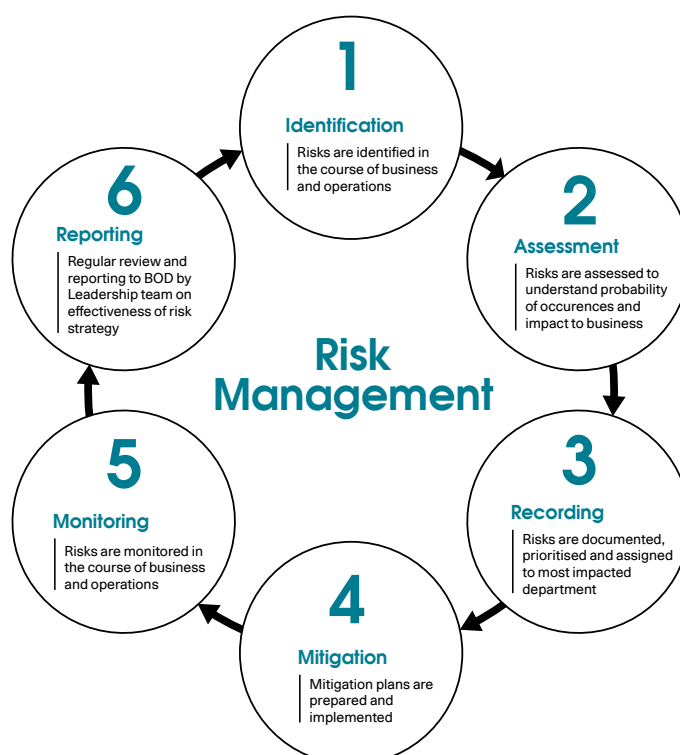 1
Identification
Risks are identified in
the course of business
and operations
2
Assessment
Risks are assessed to
understand probability
of occurences and
impact to business
3
Recording
Risks are documented,
prioritised and assigned
to most impacted
department
4
Mitigation
Mitigation plans are
prepared and
implemented
5
Monitoring
Risks are monitored in
the course of business
and operations
6
Reporting
Regular review and
reporting to BOD by
Leadership team on
effectiveness of risk
strategy
Risk
Management